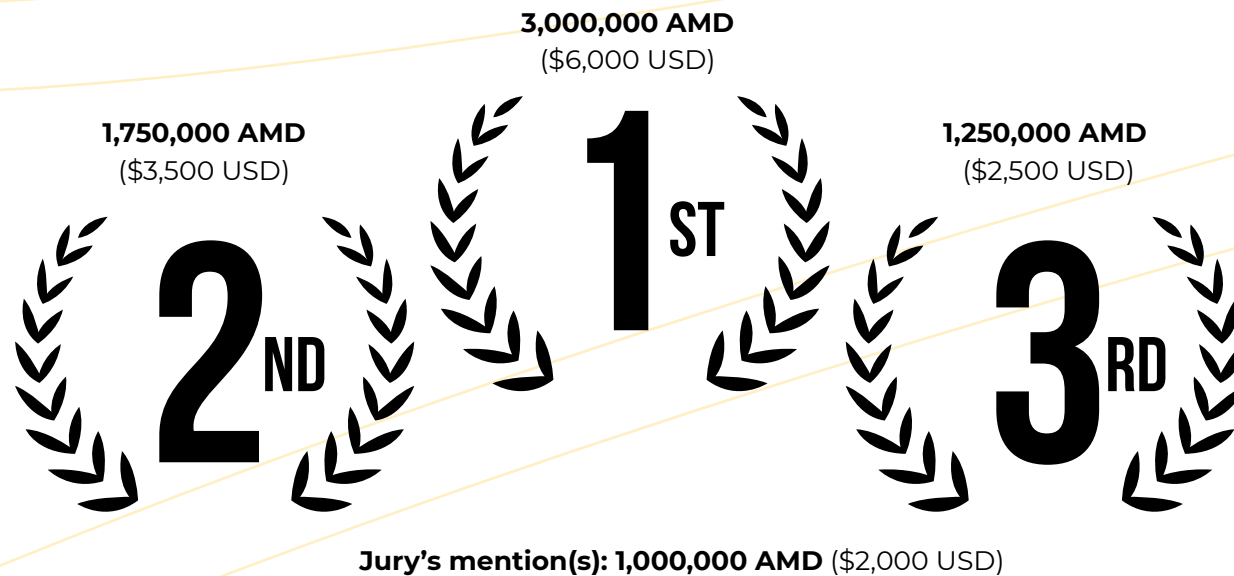 3,000,000 AMD
($6,000 USD)
1ST
1,750,000 AMD
($3,500 USD)
2ND
1,250,000 AMD
($2,500 USD)
3RD
Jury’s mention(s): 1,000,000 AMD ($2,000 USD)